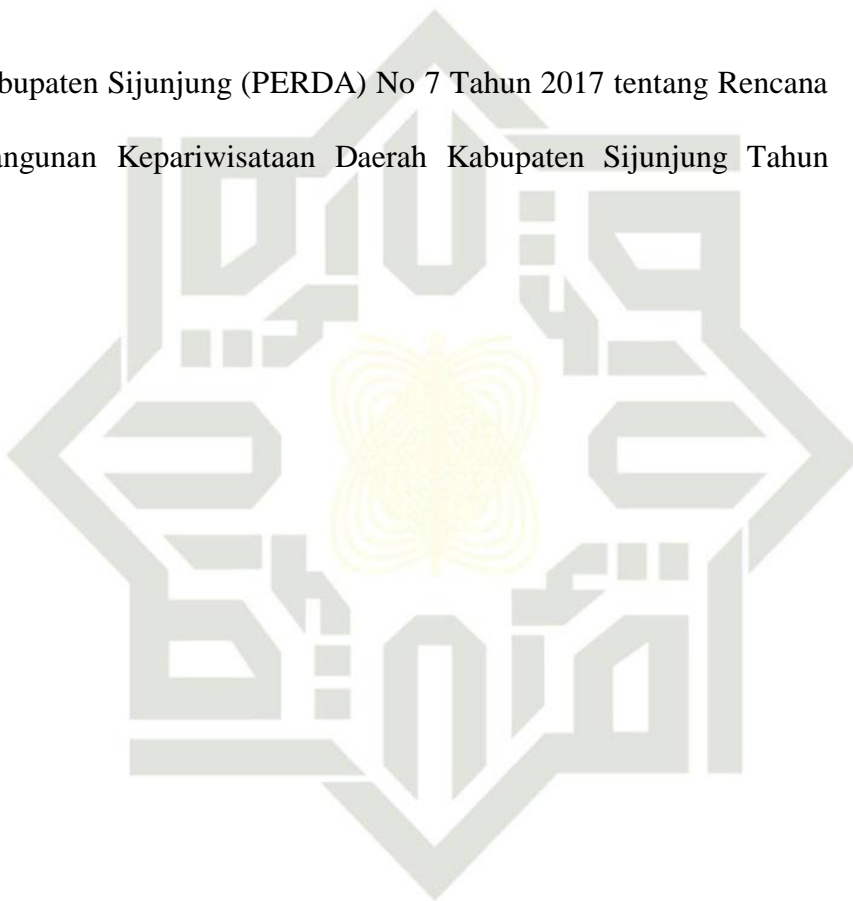 bupaten Sijunjung (PERDA) No 7 Tahun 2017 tentang Rencana
angunan Kepariwisataan Daerah Kabupaten Sijunjung Tahun